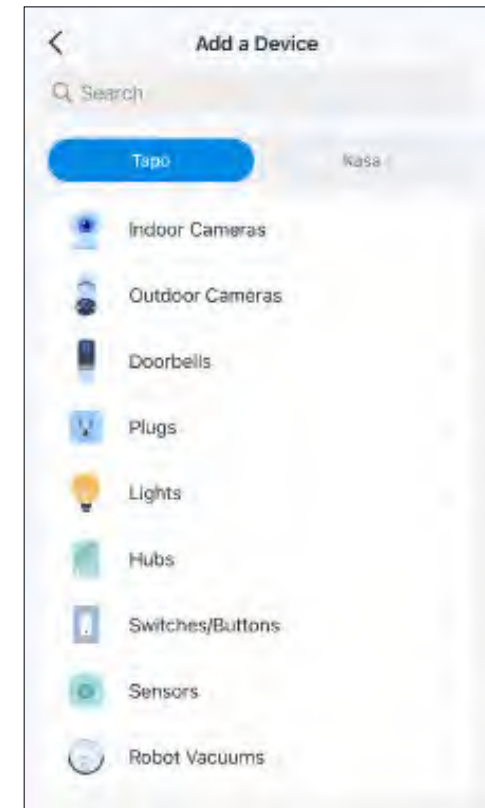 Add a Device
Search
Tapo
Kasa
Indoor Cameras
Outdoor Cameras
Doorbells
Plugs
Lights
Hubs
Switches/Buttons
Sensors
Robot Vacuums